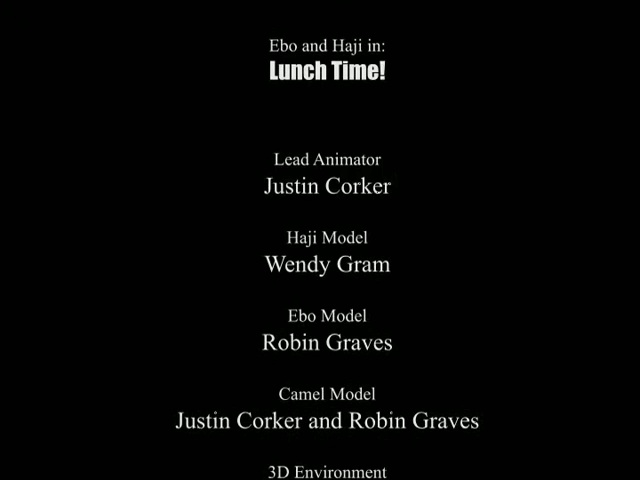 Ebo and Haji in:
Lunch Time!
Lead Animator
Justin Corker
Haji Model
Wendy Gram
Ebo Model
Robin Graves
Camel Model
Justin Corker and Robin Graves
3D Environment